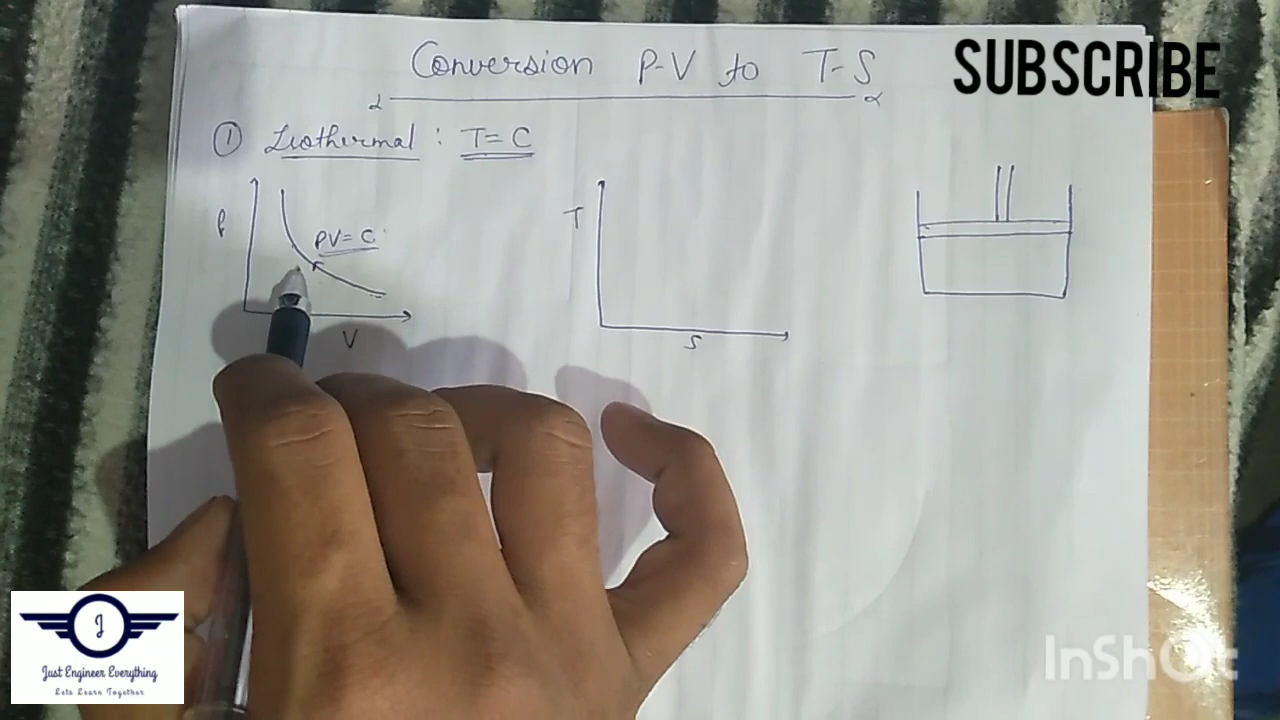 Conversion P-V to T-S
SUBSCRIBE
① Isothermal : T = C
P
PV = C
V
T
S
J
Just Engineer Everything
Lets Learn Together
InShOt